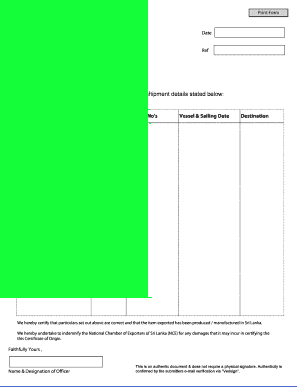 Print Form
Date
Ref
shipment details stated below:
No's Vessel & Sailing Date Destination
We hereby certify that particulars set out above are correct and that the item exported has been produced / manufactured in Sri Lanka.
We hereby undertake to indemnify the National Chamber of Exporters of Sri Lanka (NCE) for any damages that it may incur in certifying the
this Certificate of Origin.
Faithfully Yours ,
Name & Designation of Officer
This is an authentic document & does not require a physical signature. Authenticity is
confirmed by the submitters e-mail verification via "Verisign".